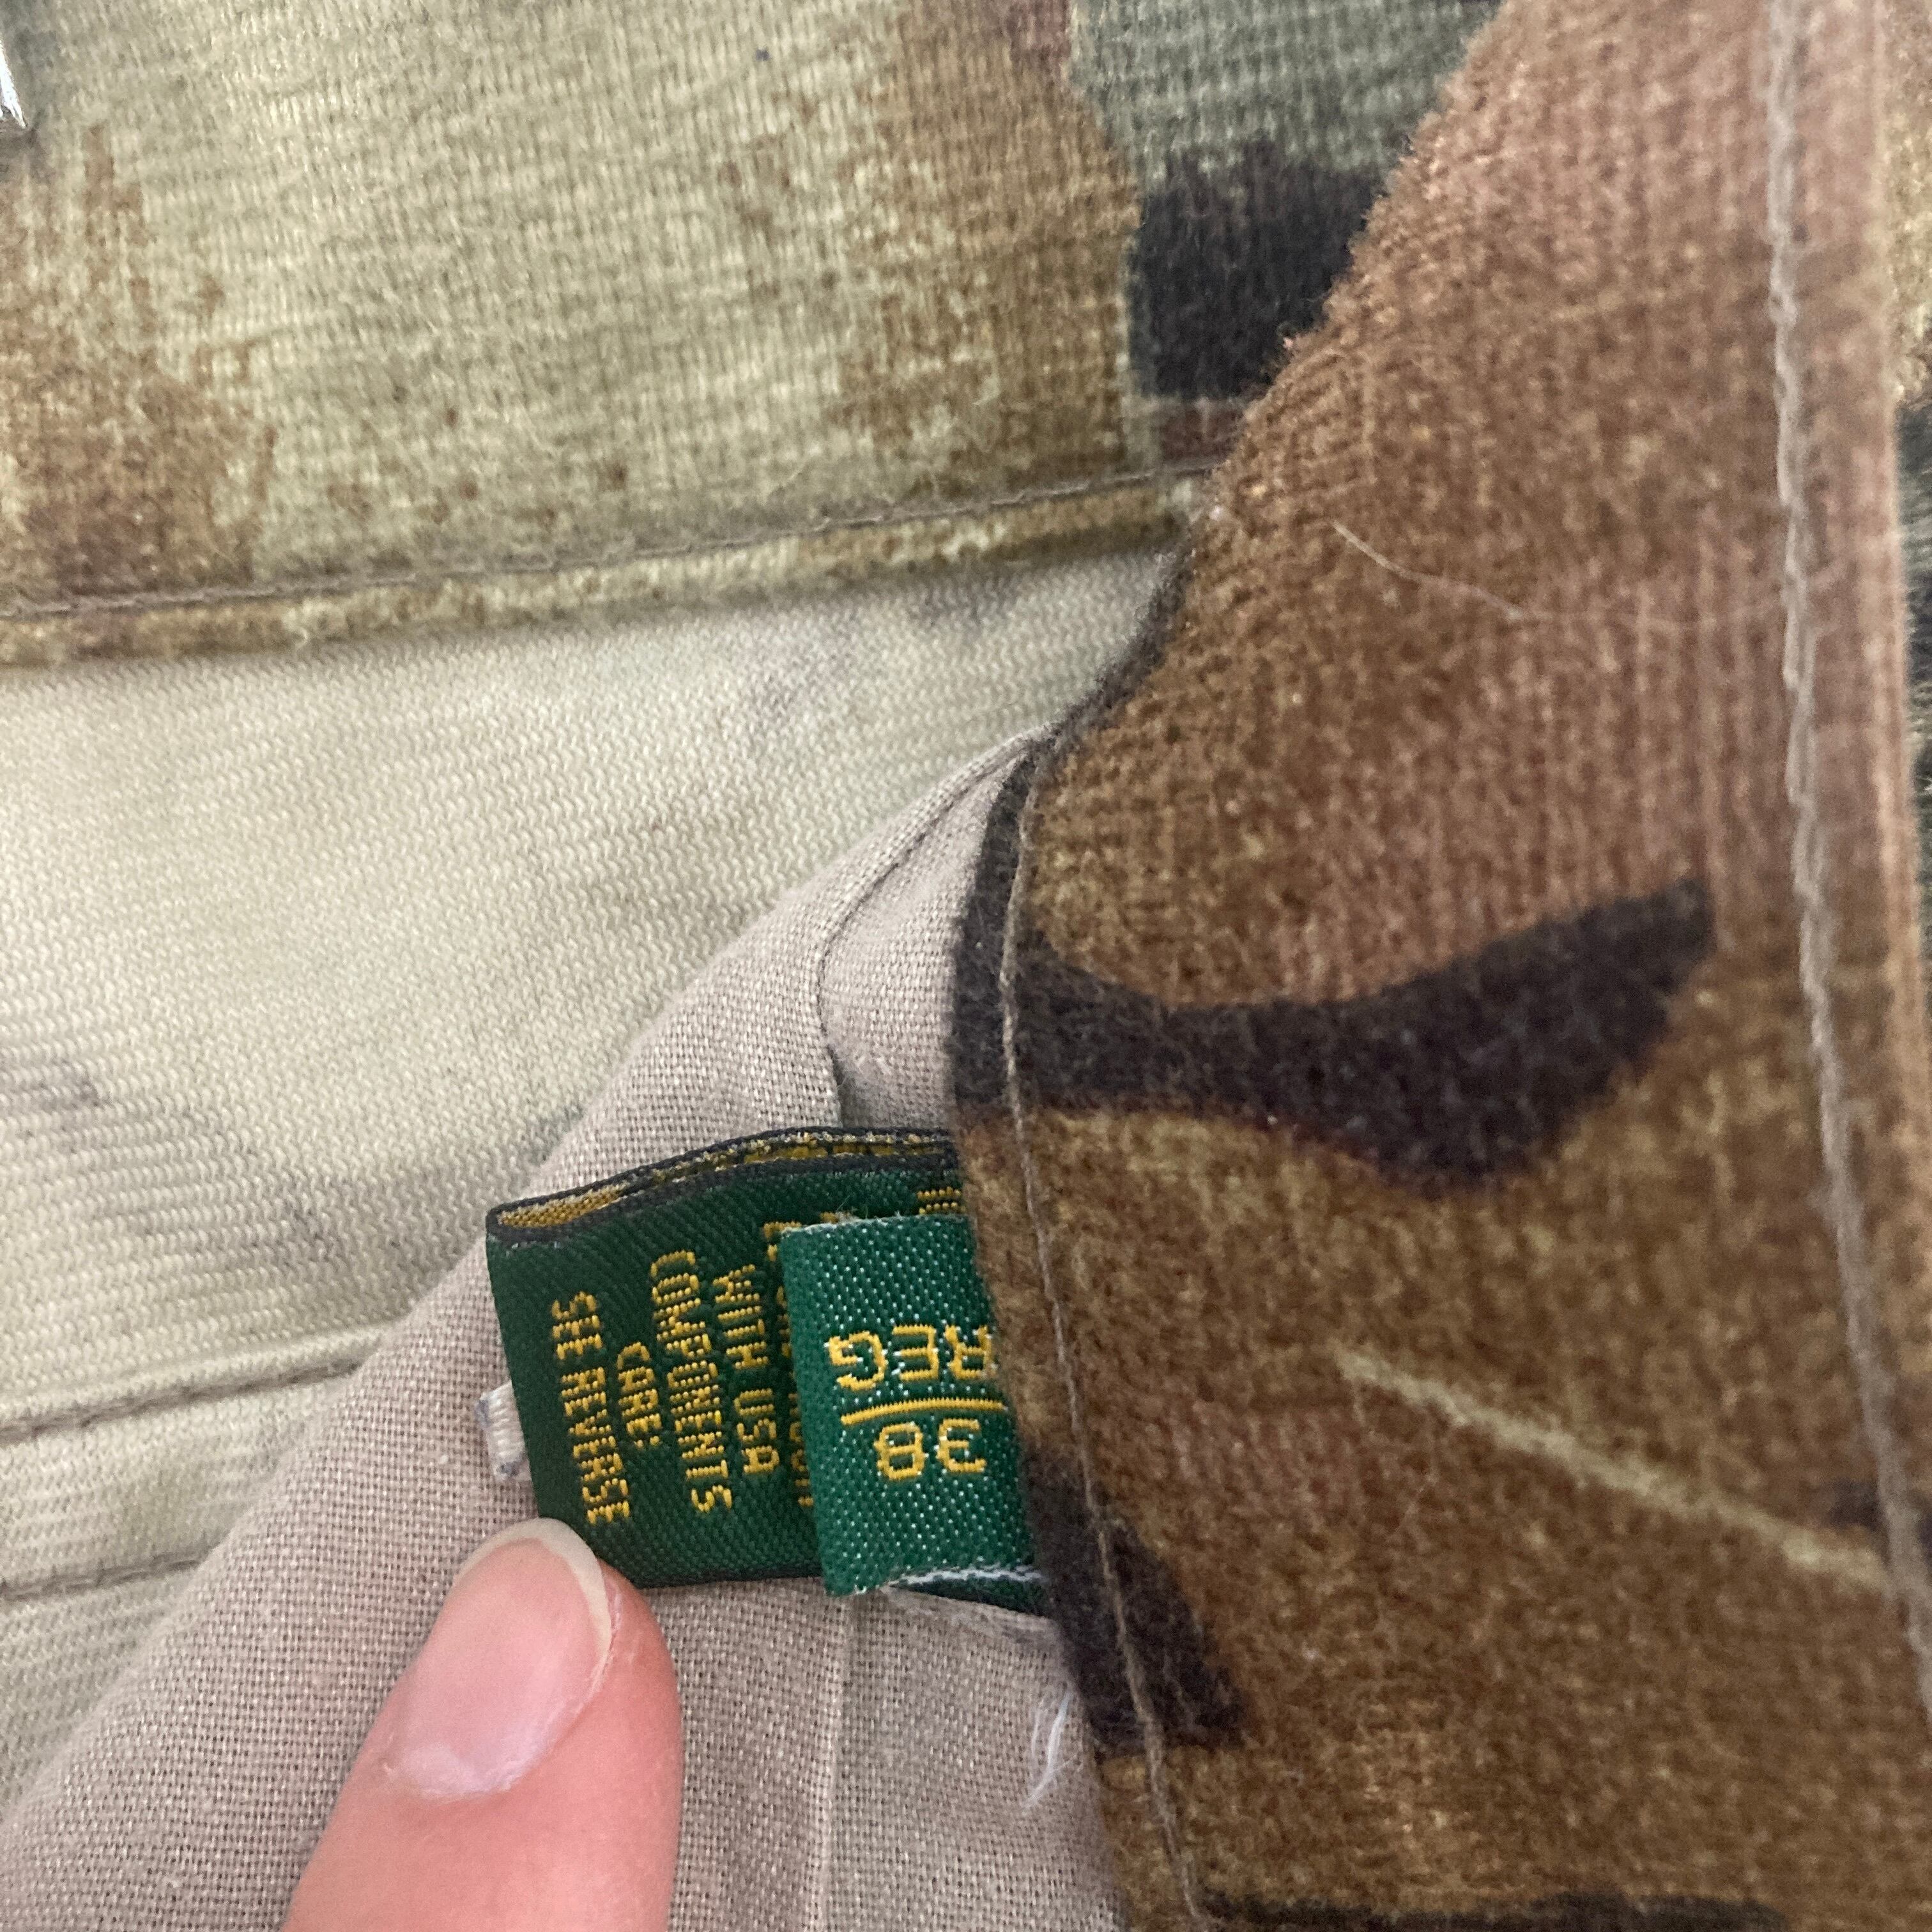 WITH USA
COMPONENTS
CARE:
SEE REVERSE
38
REG